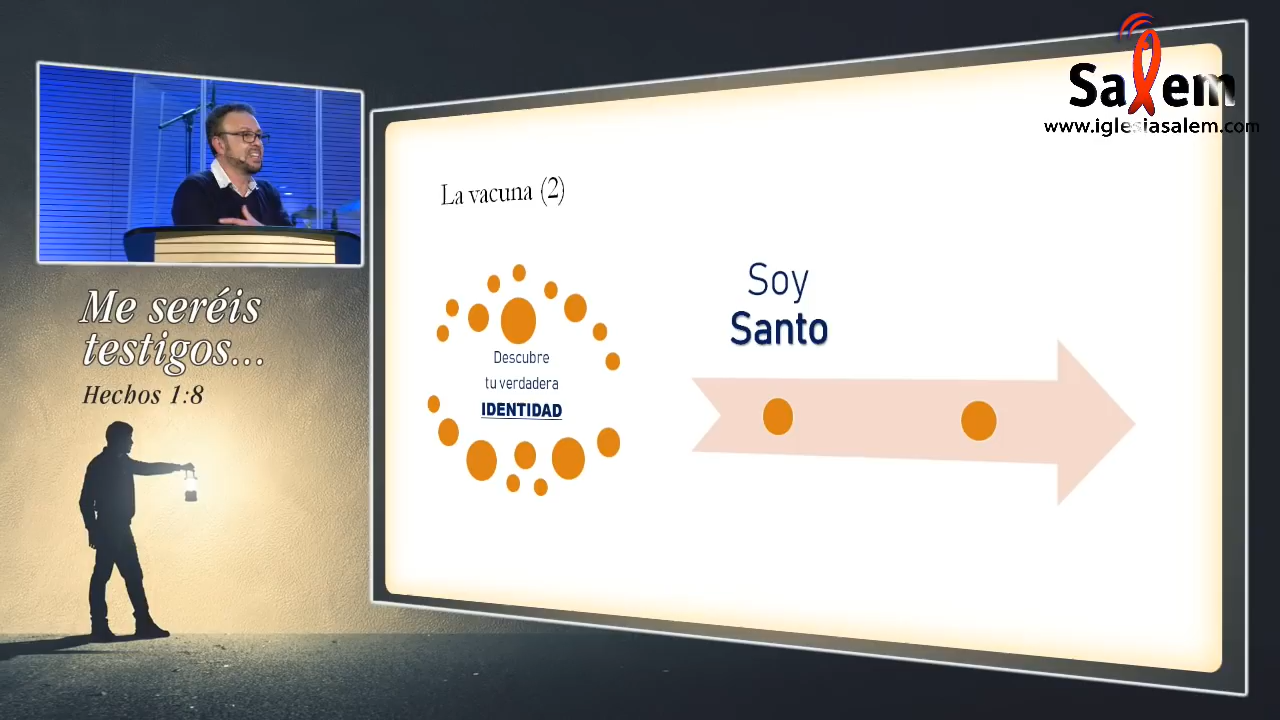 Salem
www.iglesiasalem.com
La vacuna (2)
Soy
Santo
Descubre
tu verdadera
IDENTIDAD
Me seréis
testigos...
Hechos 1:8